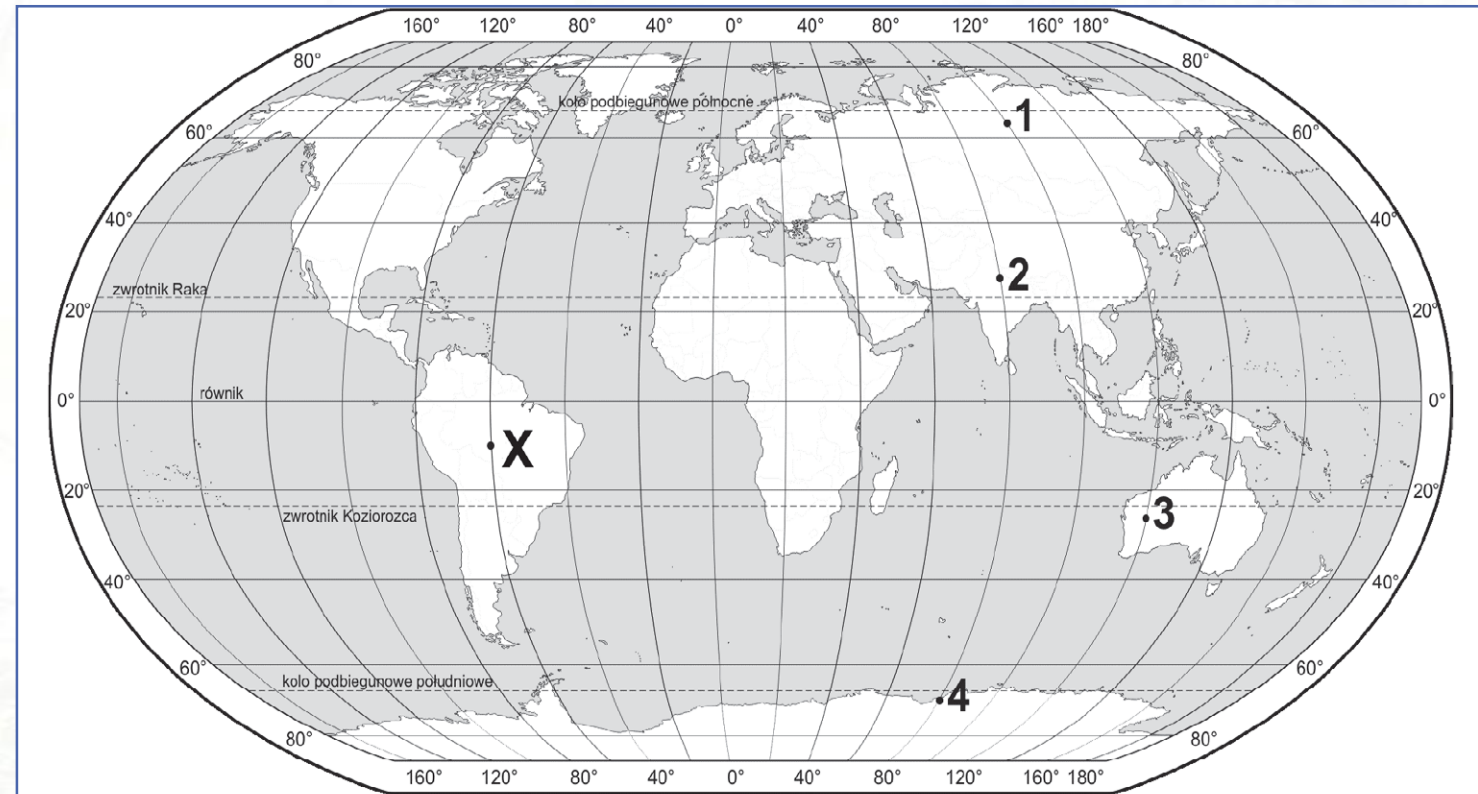 160° 120° 80° 40° 0° 40° 80° 120° 160° 180°
80° 80°
koło podbiegunowe północne
1
60° 60°
40° 40°
2
zwrotnik Raka
20° 20°
równik
0° 0°
X
20° 20°
3
zwrotnik Koziorożca
40° 40°
60° 60°
koło podbiegunowe południowe
4
80° 80°
160° 120° 80° 40° 0° 40° 80° 120° 160° 180°